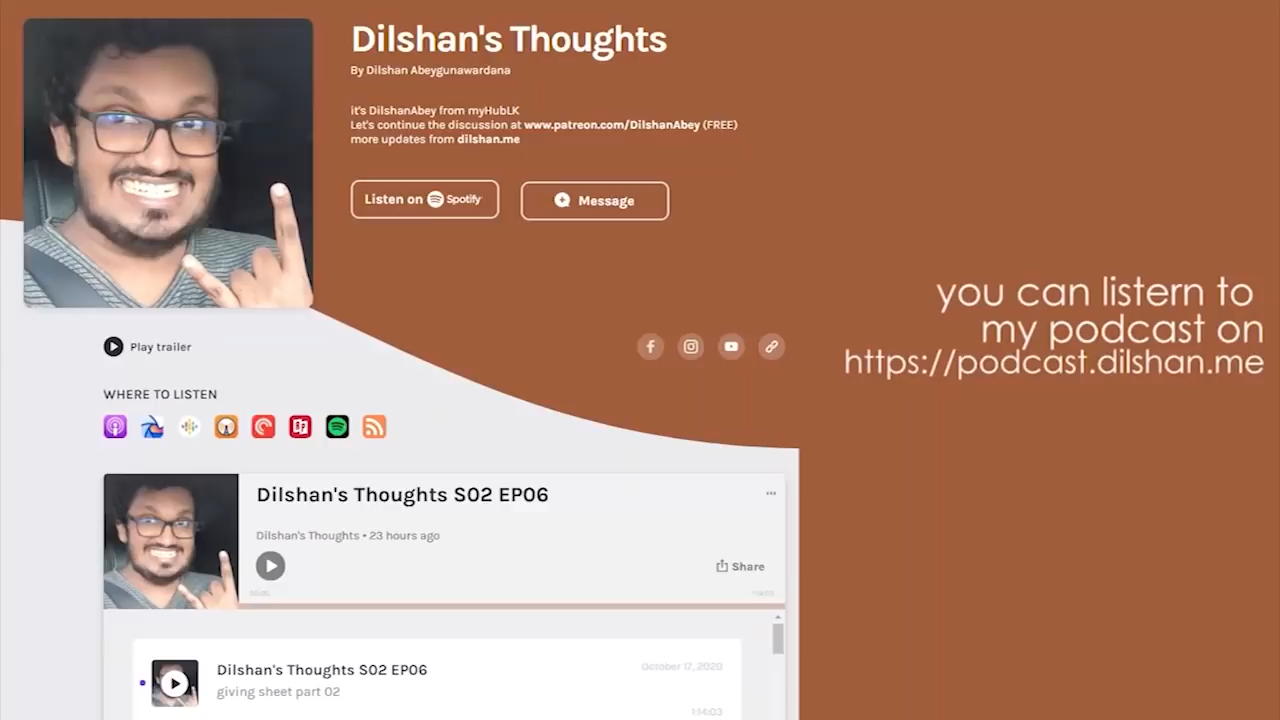 Dilshan's Thoughts
By Dilshan Abeygunawardana
it's DilshanAbey from myHubLK
Let's continue the discussion at www.patreon.com/DilshanAbey (FREE)
more updates from dilshan.me
Listen on Spotify
Message
you can listern to
my podcast on
https://podcast.dilshan.me
Play trailer
WHERE TO LISTEN
Dilshan's Thoughts S02 EP06
Dilshan's Thoughts • 23 hours ago
Share
Dilshan's Thoughts S02 EP06
October 17, 2020
giving sheet part 02
1:14:03